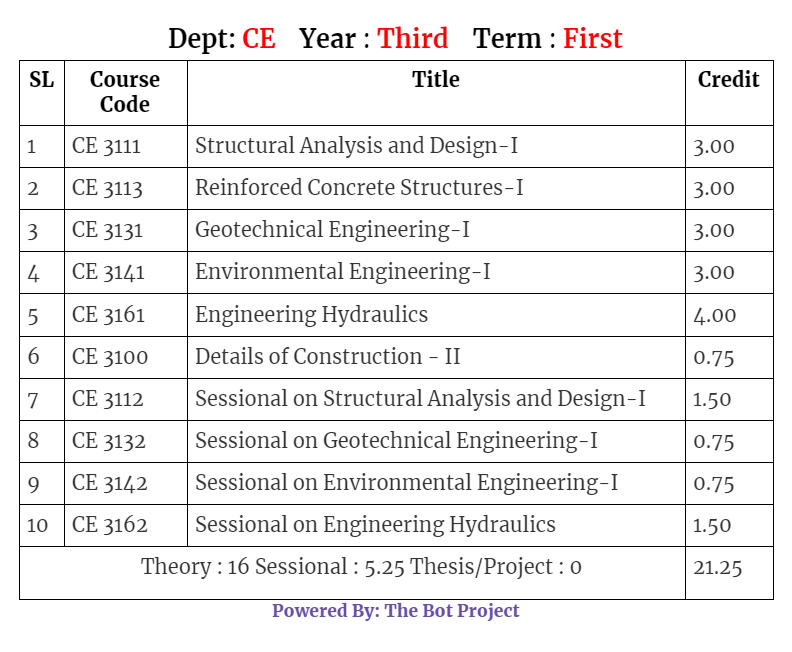 Dept: CE Year : Third Term : First
SL Course Code Title Credit
1 CE 3111 Structural Analysis and Design-I 3.00
2 CE 3113 Reinforced Concrete Structures-I 3.00
3 CE 3131 Geotechnical Engineering-I 3.00
4 CE 3141 Environmental Engineering-I 3.00
5 CE 3161 Engineering Hydraulics 4.00
6 CE 3100 Details of Construction - II 0.75
7 CE 3112 Sessional on Structural Analysis and Design-I 1.50
8 CE 3132 Sessional on Geotechnical Engineering-I 0.75
9 CE 3142 Sessional on Environmental Engineering-I 0.75
10 CE 3162 Sessional on Engineering Hydraulics 1.50
Theory : 16 Sessional : 5.25 Thesis/Project : 0 21.25
Powered By: The Bot Project